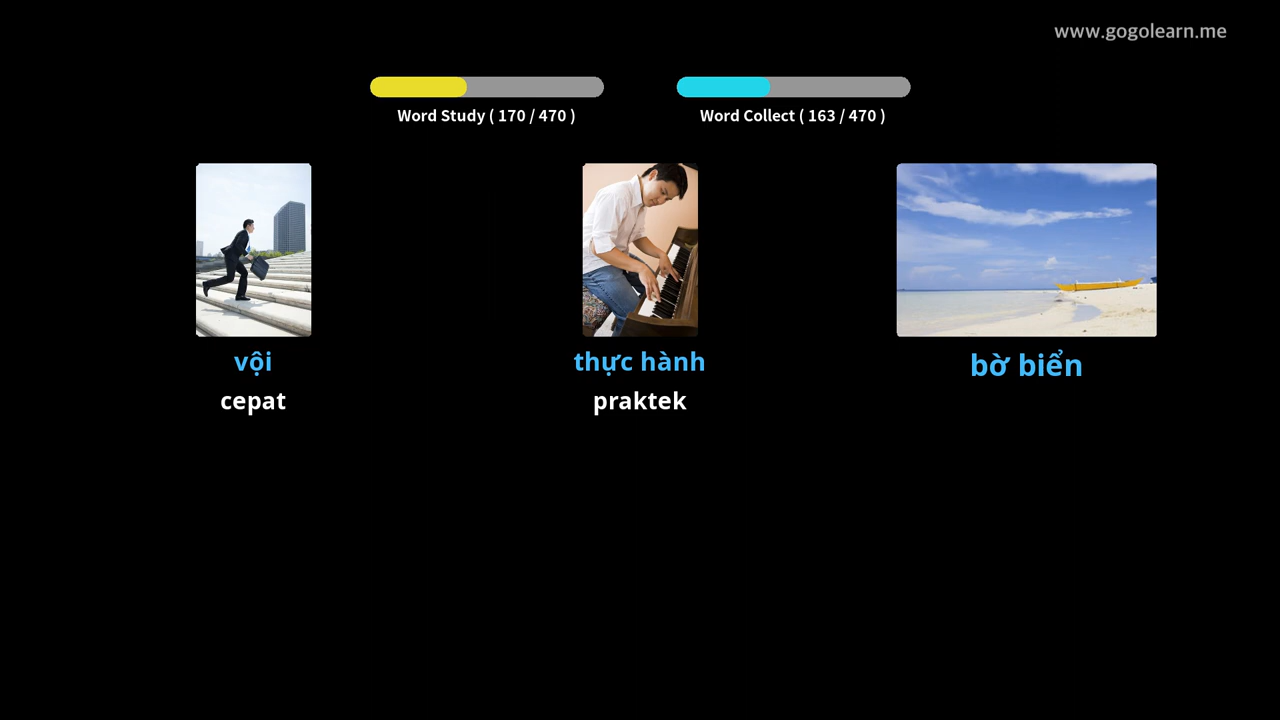 www.gogolearn.me
Word Study ( 170 / 470 )
Word Collect ( 163 / 470 )
vội
cepat
thực hành
praktek
bờ biển